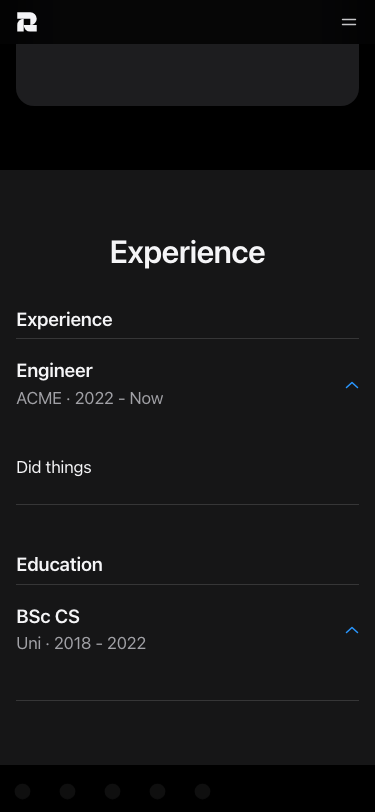 Experience
Experience
Engineer
ACME · 2022 - Now
Did things
Education
BSc CS
Uni · 2018 - 2022